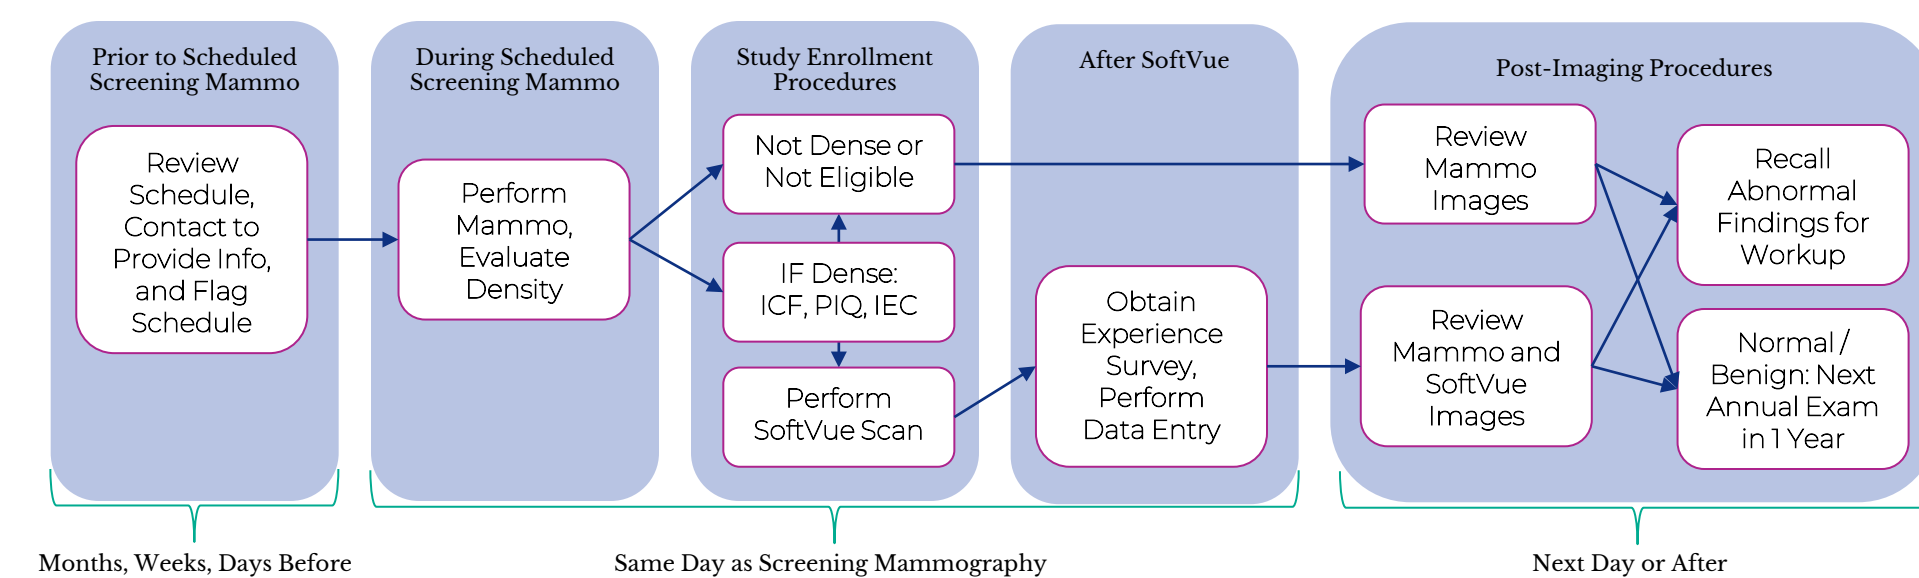 Prior to Scheduled
Screening Mammo
Review
Schedule,
Contact to
Provide Info,
and Flag
Schedule
During Scheduled
Screening Mammo
Perform
Mammo,
Evaluate
Density
Study Enrollment
Procedures
Not Dense or
Not Eligible
IF Dense:
ICF, PIQ, IEC
Perform
SoftVue Scan
After SoftVue
Obtain
Experience
Survey,
Perform
Data Entry
Post-Imaging Procedures
Review
Mammo
Images
Review
Mammo and
SoftVue
Images
Recall
Abnormal
Findings for
Workup
Normal /
Benign: Next
Annual Exam
in 1 Year
Months, Weeks, Days Before
Same Day as Screening Mammography
Next Day or After